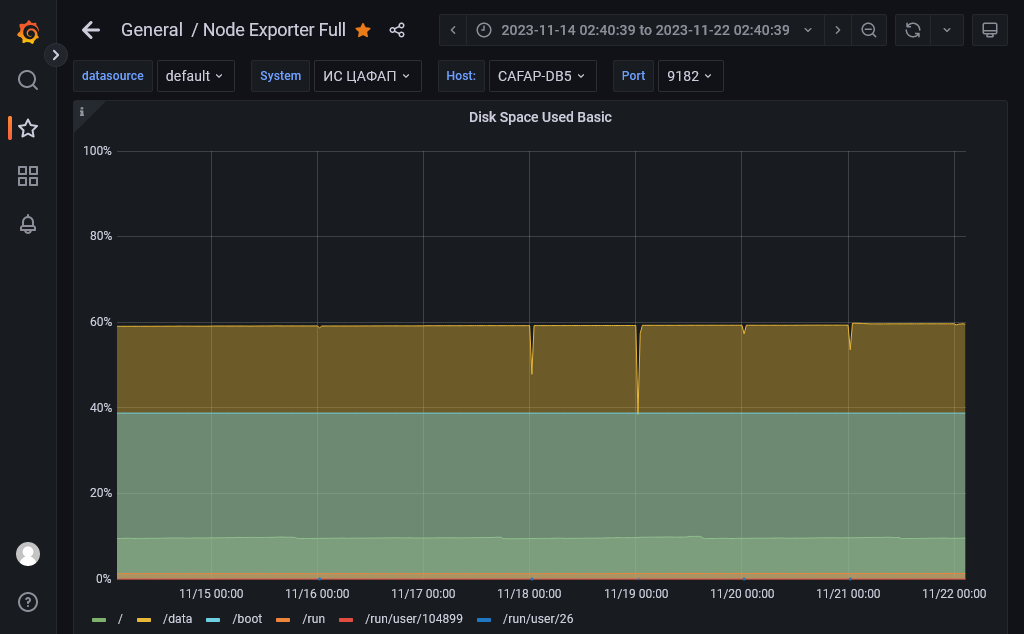 General / Node Exporter Full
2023-11-14 02:40:39 to 2023-11-22 02:40:39
datasource default System ИС ЦАФАП Host: CAFAP-DB5 Port 9182
i
Disk Space Used Basic
100%
80%
60%
40%
20%
0%
11/15 00:00 11/16 00:00 11/17 00:00 11/18 00:00 11/19 00:00 11/20 00:00 11/21 00:00 11/22 00:00
/ /data /boot /run /run/user/104899 /run/user/26